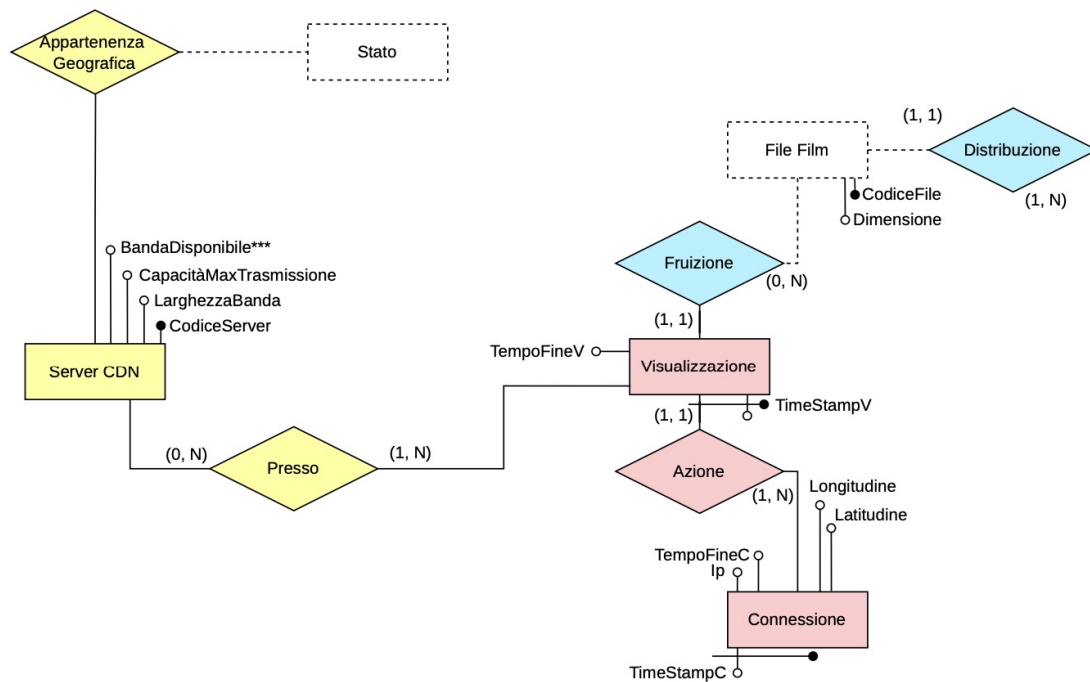 Appartenenza
Geografica
Stato
(1, 1)
File Film
Distribuzione
CodiceFile
(1, N)
Dimensione
BandaDisponibile***
Fruizione
CapacitàMaxTrasmissione
(0, N)
LarghezzaBanda
(1, 1)
CodiceServer
TempoFineV
Server CDN
Visualizzazione
TimeStampV
(1, 1)
(0, N)
Presso
(1, N)
Azione
(1, N)
Longitudine
Latitudine
TempoFineC
Ip
Connessione
TimeStampC